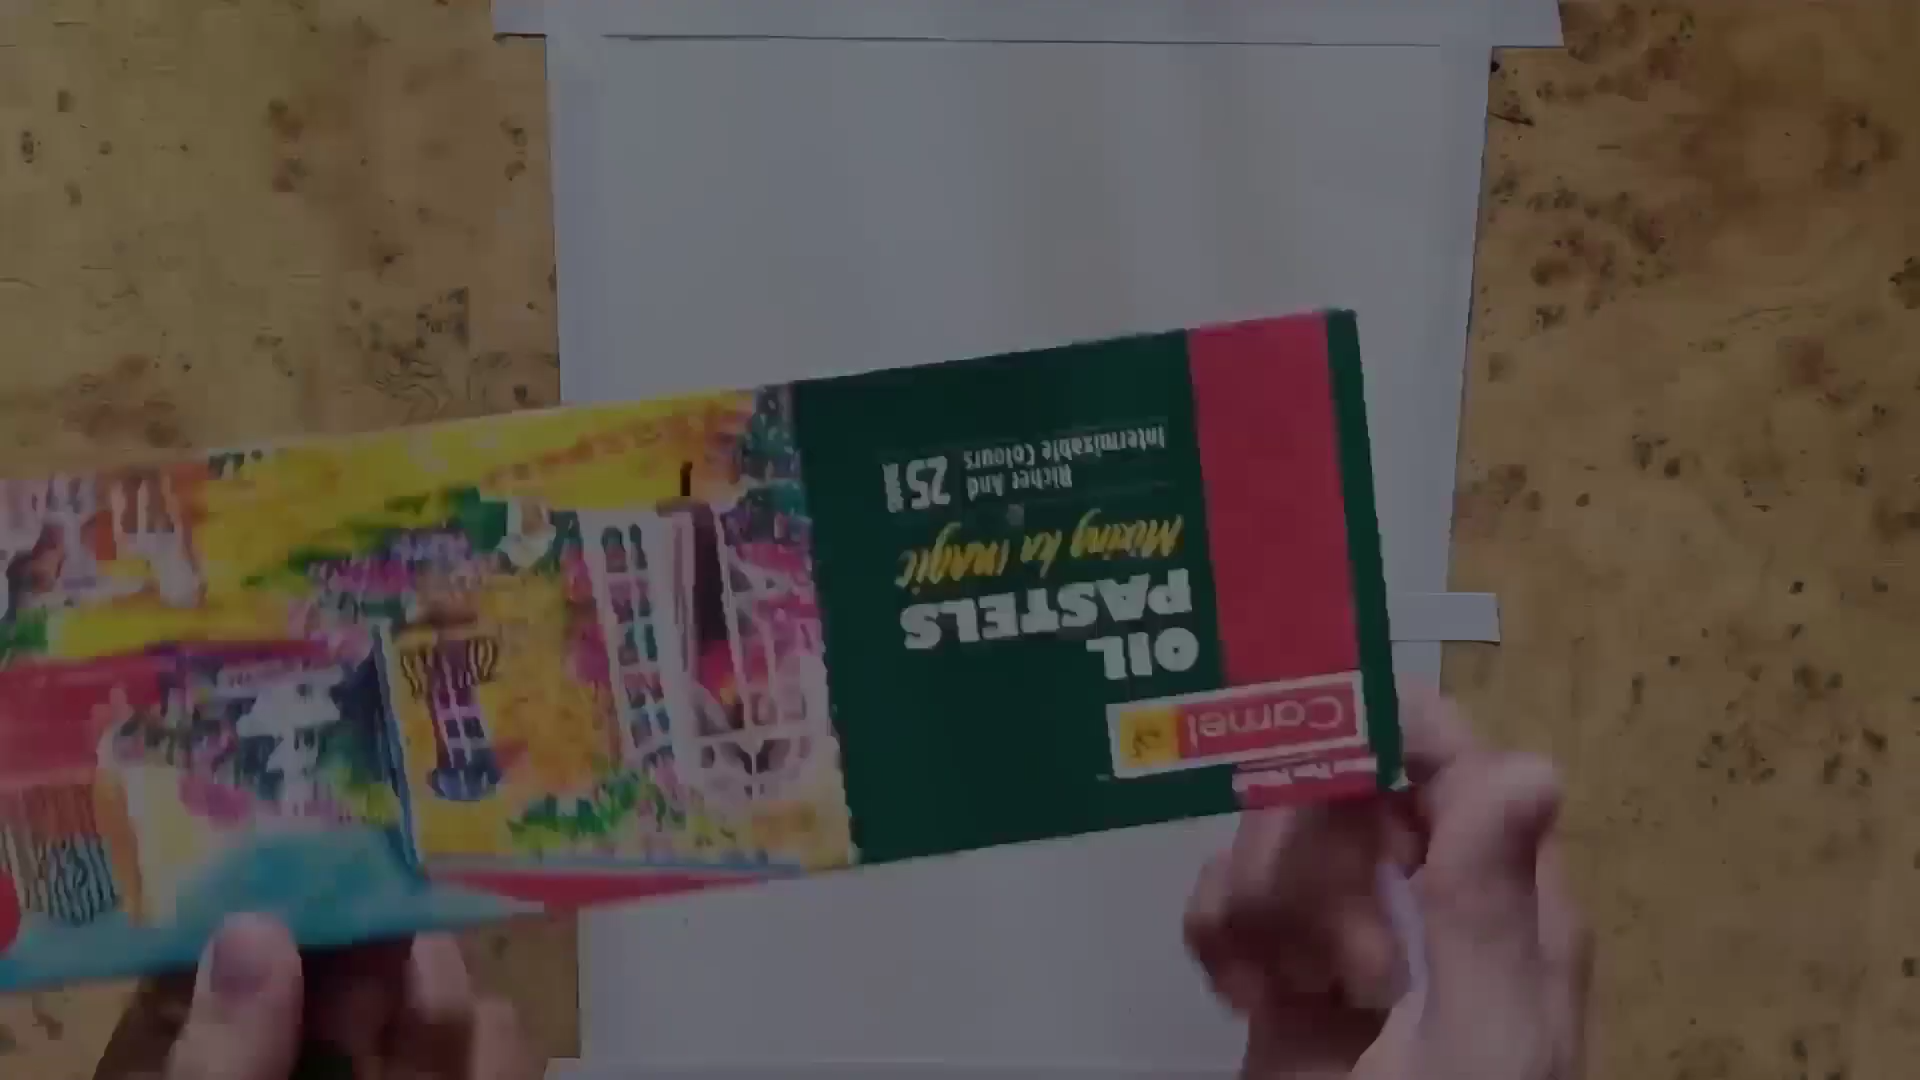 Camel
OIL
PASTELS
Mixing ka magic
Richer And
Intermixable Colours
25